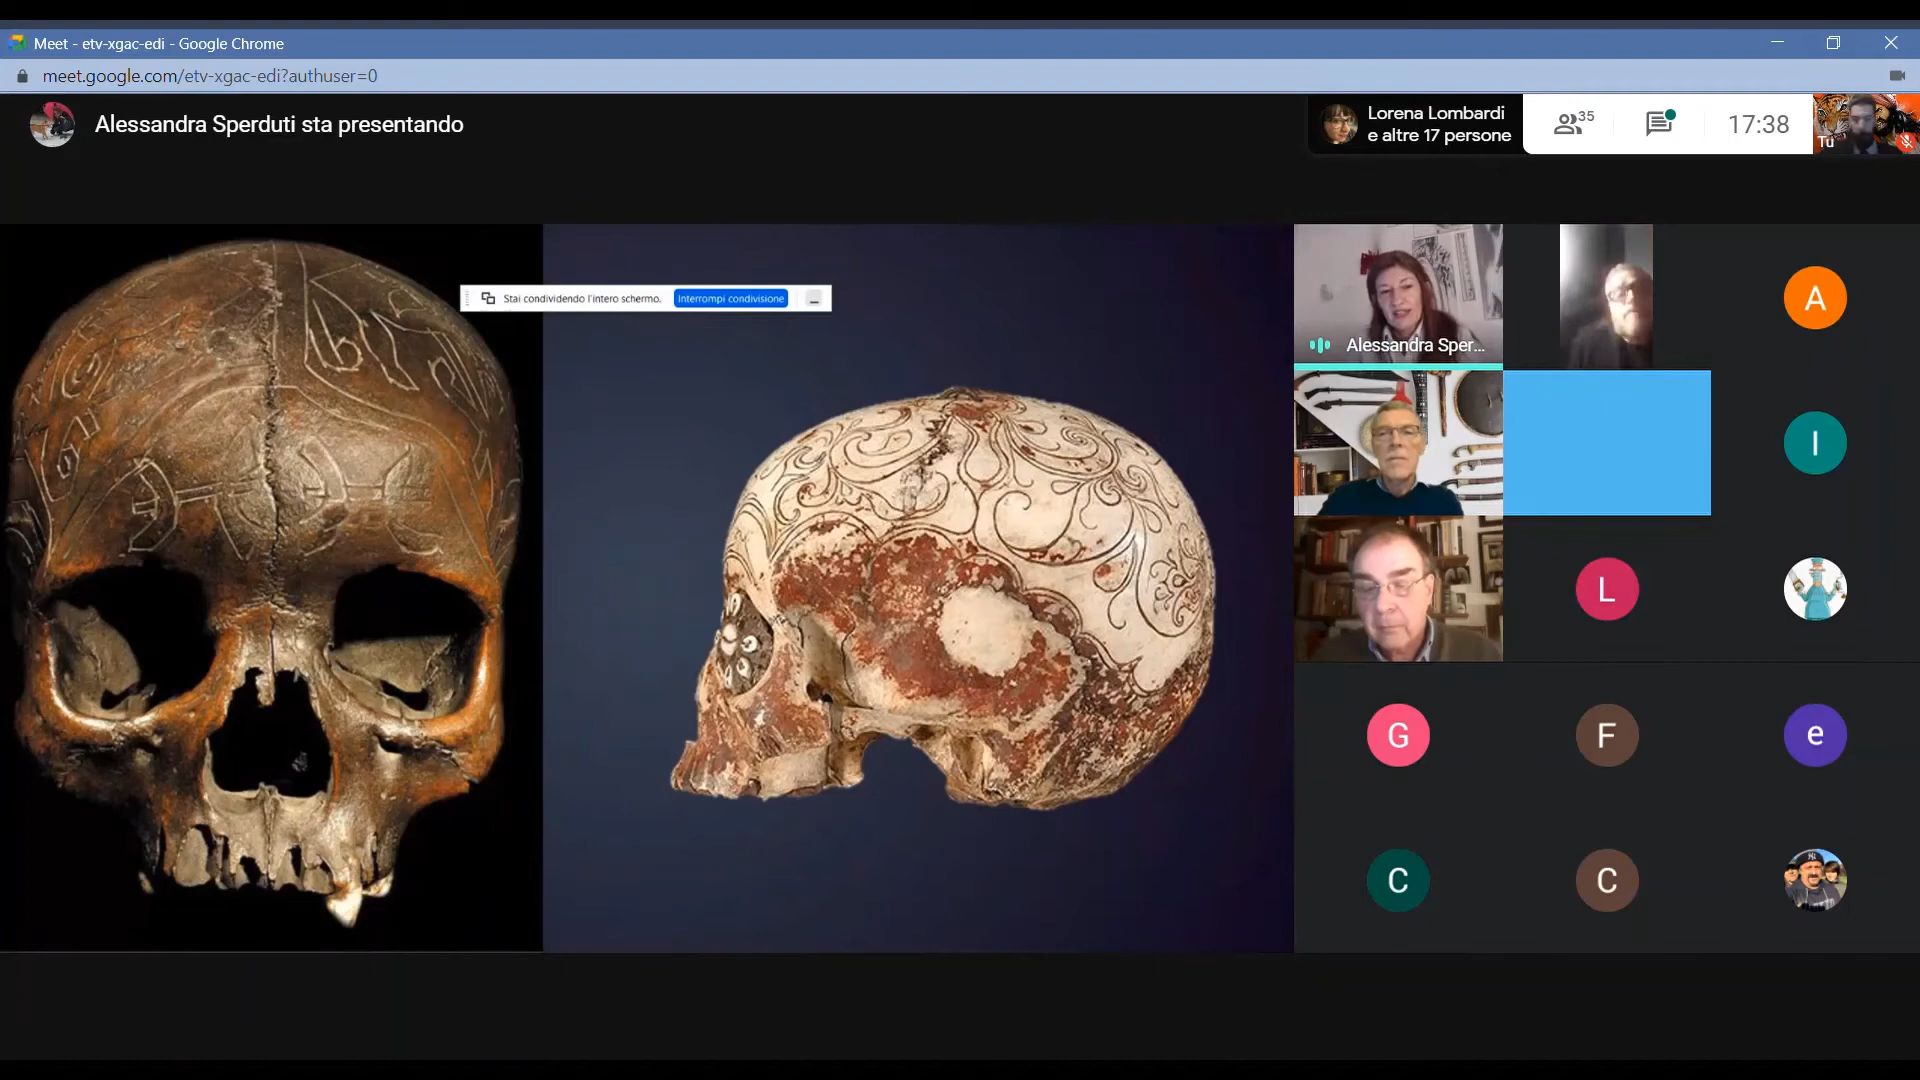 Meet - etv-xgac-edi - Google Chrome
meet.google.com/etv-xgac-edi?authuser=0
Alessandra Sperduti sta presentando
Lorena Lombardi
e altre 17 persone
35
17:38
Tu
Stai condividendo l'intero schermo.
Interrompi condivisione
Alessandra Sper...
A
I
L
G
F
e
C
C